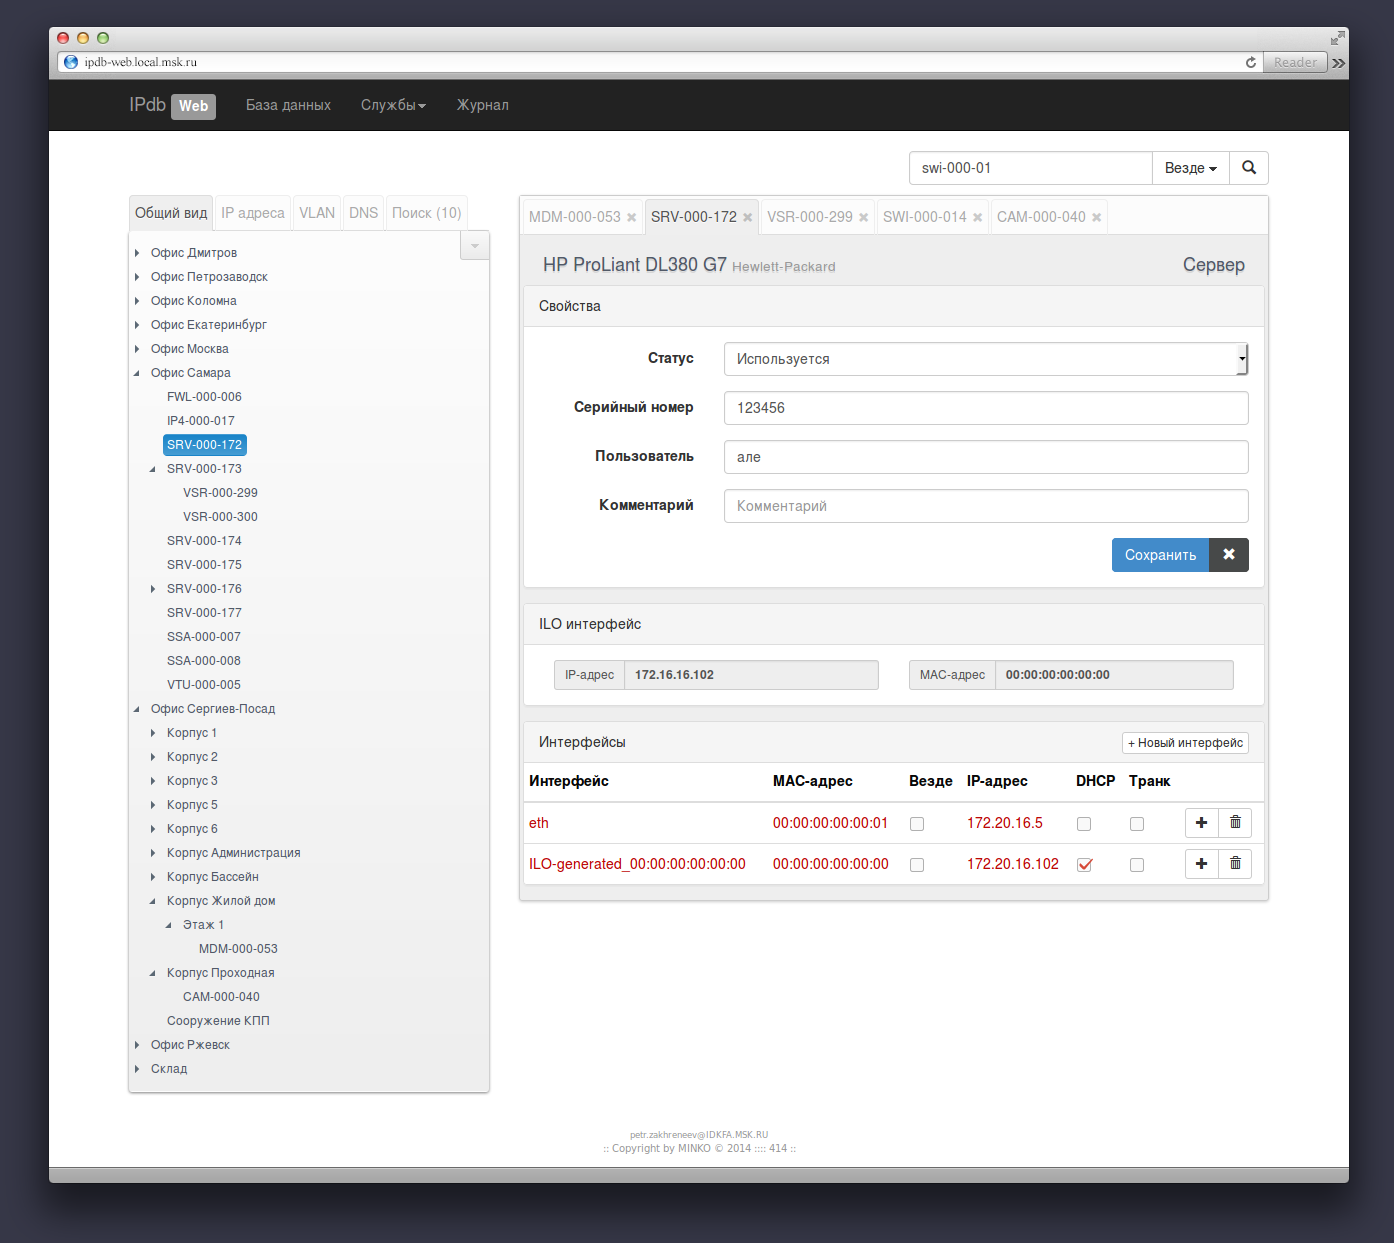 ipdb-web.local.msk.ru
Reader
IPdb Web База данных Службы Журнал
swi-000-01 Везде
Общий вид IP адреса VLAN DNS Поиск (10)
Офис Дмитров
Офис Петрозаводск
Офис Коломна
Офис Екатеринбург
Офис Москва
Офис Самара
FWL-000-006
IP4-000-017
SRV-000-172
SRV-000-173
VSR-000-299
VSR-000-300
SRV-000-174
SRV-000-175
SRV-000-176
SRV-000-177
SSA-000-007
SSA-000-008
VTU-000-005
Офис Сергиев-Посад
Корпус 1
Корпус 2
Корпус 3
Корпус 5
Корпус 6
Корпус Администрация
Корпус Бассейн
Корпус Жилой дом
Этаж 1
MDM-000-053
Корпус Проходная
CAM-000-040
Сооружение КПП
Офис Ржевск
Склад
MDM-000-053 SRV-000-172 VSR-000-299 SWI-000-014 CAM-000-040
HP ProLiant DL380 G7 Hewlett-Packard Сервер
Свойства
Статус Используется
Серийный номер 123456
Пользователь але
Комментарий Комментарий
Сохранить
ILO интерфейс
IP-адрес 172.16.16.102 MAC-адрес 00:00:00:00:00:00
Интерфейсы + Новый интерфейс
Интерфейс MAC-адрес Везде IP-адрес DHCP Транк
eth 00:00:00:00:00:01 172.20.16.5
ILO-generated_00:00:00:00:00:00 00:00:00:00:00:00 172.20.16.102
petr.zakhreneev@IDKFA.MSK.RU
:: Copyright by MINKO © 2014 :::: 414 ::